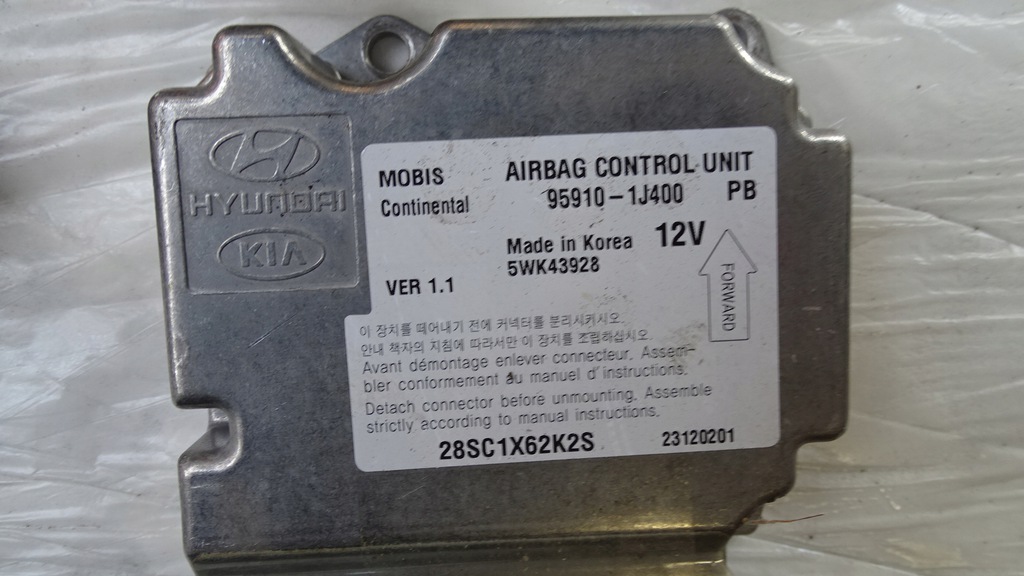 HYUNDAI
KIA
MOBIS AIRBAG CONTROL UNIT
Continental 95910-1J400 PB
Made in Korea 12V
5WK43928
VER 1.1
FORWARD
이 장치를 떼어내기 전에 커넥터를 분리시키시오.
안내 책자의 지침에 따라서만 이 장치를 조립하십시오.
Avant démontage enlever connecteur. Assem-
bler conformement au manuel d'instructions.
Detach connector before unmounting. Assemble
strictly according to manual instructions.
28SC1X62K2S 23120201